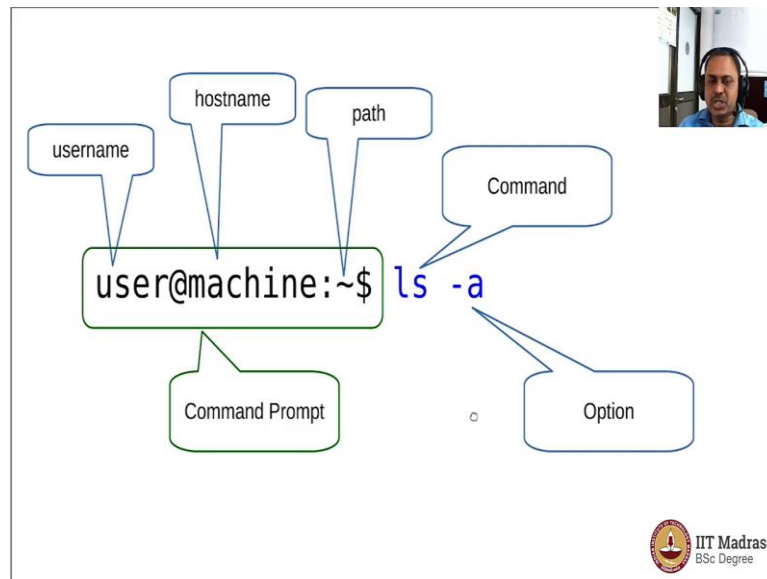 hostname
path
username
Command
user@machine:~$ ls -a
Command Prompt
Option
IIT Madras
BSc Degree